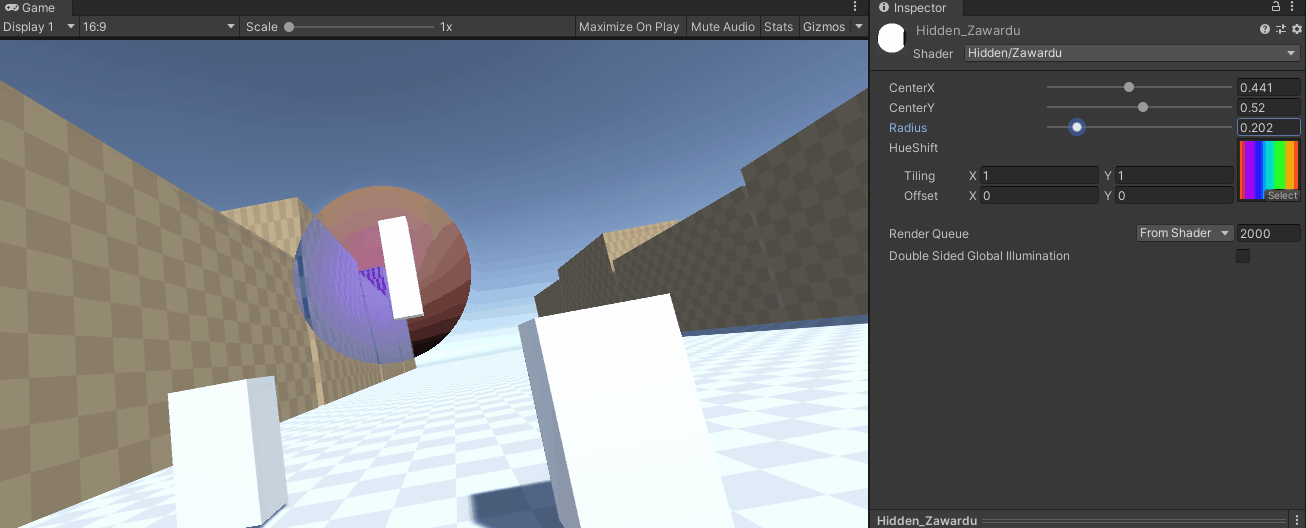 Game
Display 1 16:9 Scale 1x Maximize On Play Mute Audio Stats Gizmos
Inspector
Hidden_Zawardu
Shader Hidden/Zawardu
CenterX 0.441
CenterY 0.52
Radius 0.202
HueShift
Tiling X 1 Y 1
Select
Offset X 0 Y 0
Render Queue From Shader 2000
Double Sided Global Illumination
Hidden_Zawardu